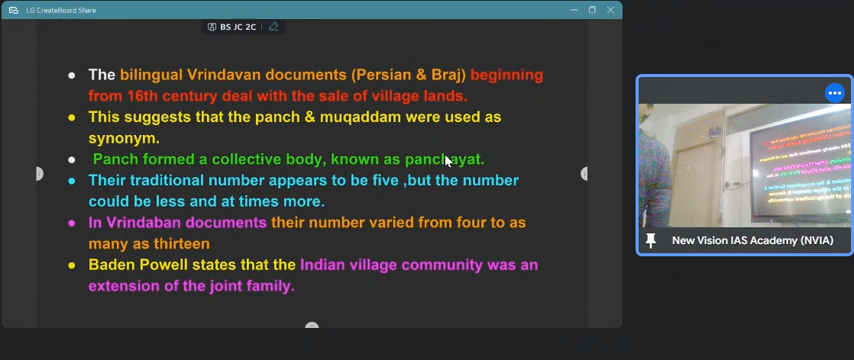 LG CreateBoard Share
BS JC 2C
The bilingual Vrindavan documents (Persian & Braj) beginning
from 16th century deal with the sale of village lands.
This suggests that the panch & muqaddam were used as
synonym.
Panch formed a collective body, known as panchayat.
Their traditional number appears to be five ,but the number
could be less and at times more.
In Vrindaban documents their number varied from four to as
many as thirteen
Baden Powell states that the Indian village community was an
extension of the joint family.
New Vision IAS Academy (NVIA)